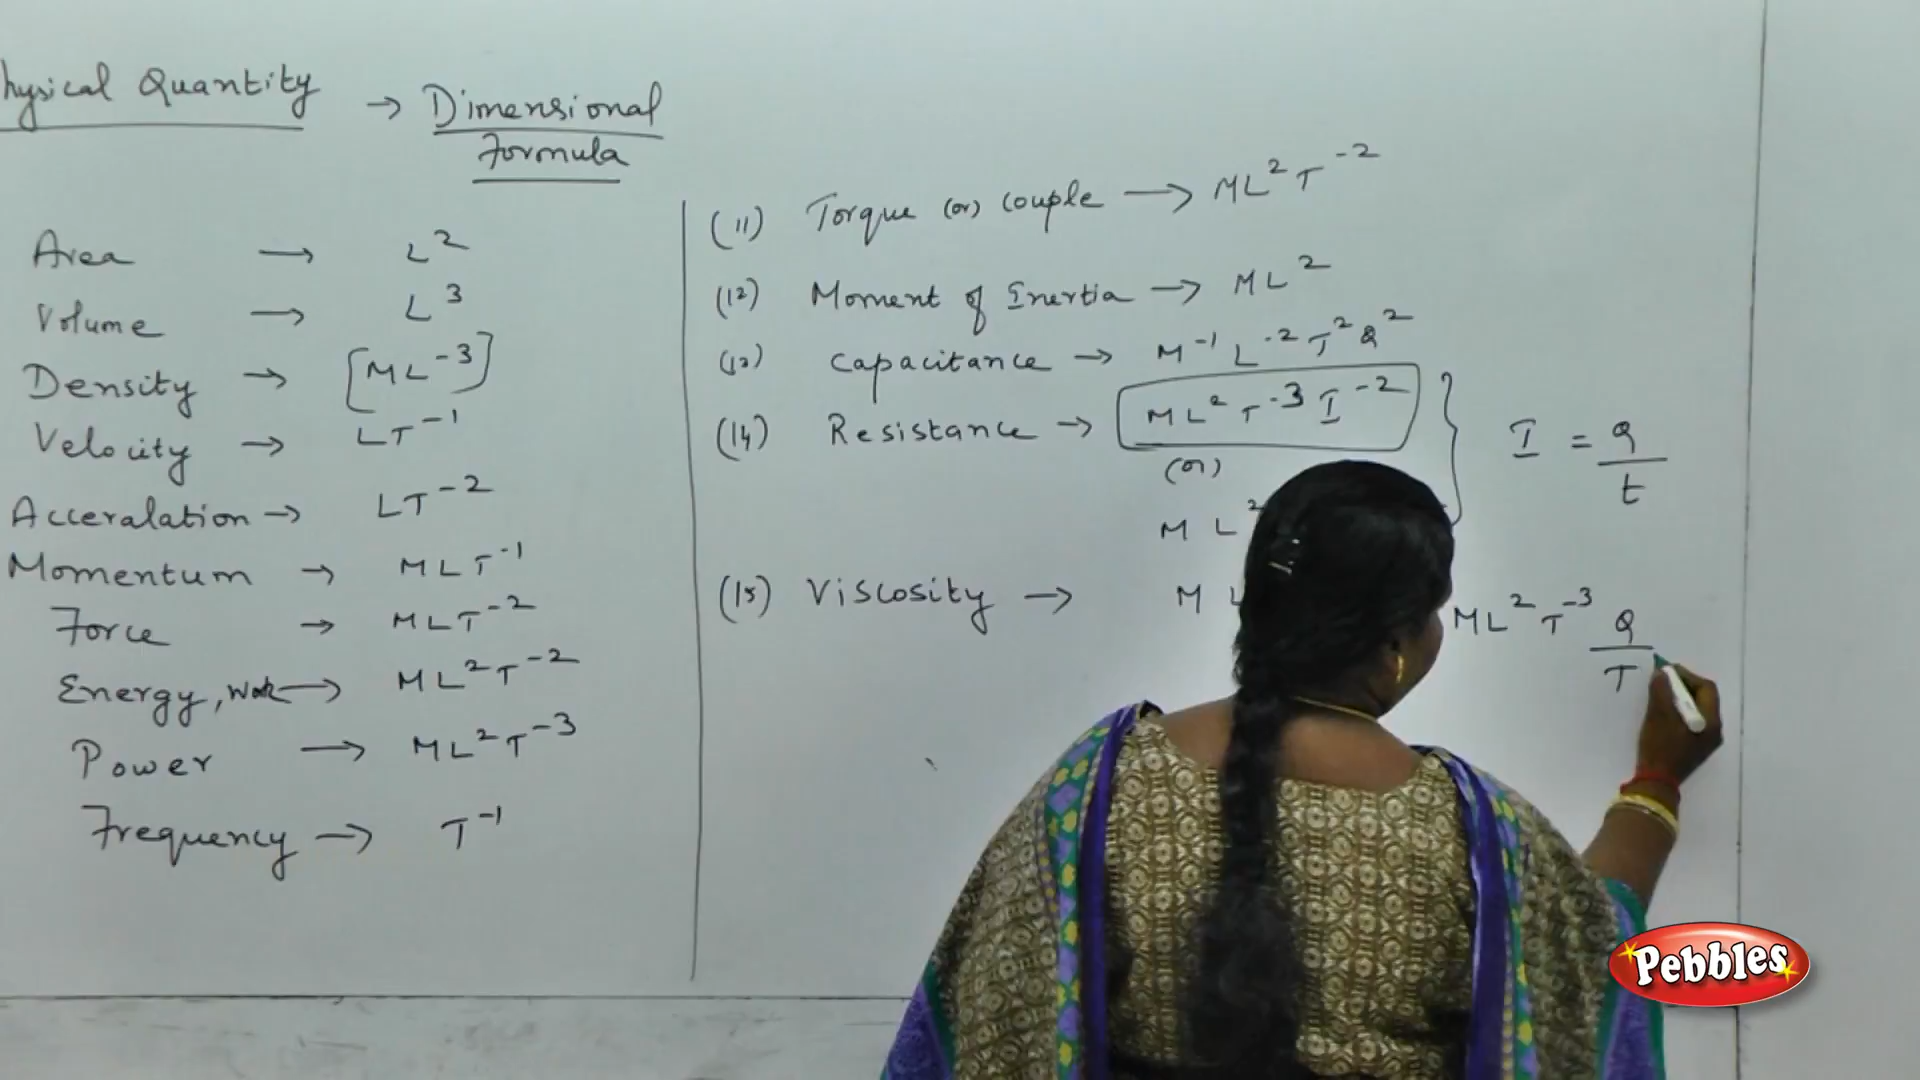 hysical Quantity → Dimensional
Formula
Area → L²
Volume → L³
Density → [ML⁻³]
Velocity → LT⁻¹
Acceralation → LT⁻²
Momentum → MLT⁻¹
Force → MLT⁻²
Energy, Work → ML²T⁻²
Power → ML²T⁻³
Frequency → T⁻¹
(11) Torque (or) couple → ML²T⁻²
(12) Moment of Inertia → ML²
(13) Capacitance → M⁻¹L⁻²T²Q²
(14) Resistance → ML²T⁻³I⁻²
(or)
ML²
(15) Viscosity → M L
I = Q
t
ML²T⁻³ Q
T
Pebbles